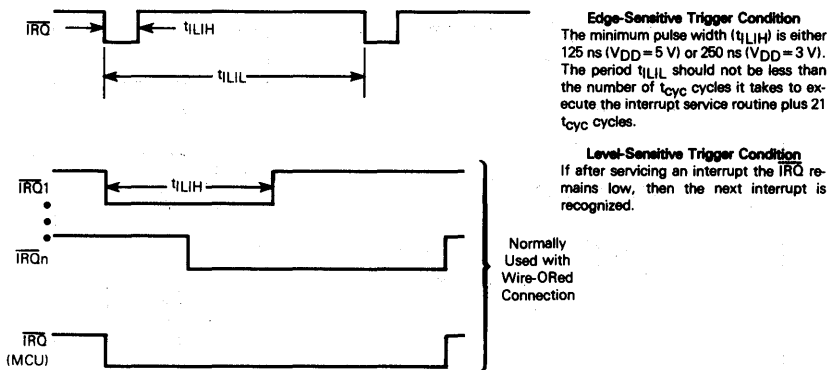 IRQ
tILIH
tILIL
Edge-Sensitive Trigger Condition
The minimum pulse width (tILIH) is either
125 ns (VDD=5 V) or 250 ns (VDD=3 V).
The period tILIL should not be less than
the number of tcyc cycles it takes to ex-
ecute the interrupt service routine plus 21
tcyc cycles.
Level-Sensitive Trigger Condition
If after servicing an interrupt the IRQ re-
mains low, then the next interrupt is
recognized.
IRQ1
tILIH
IRQn
IRQ
(MCU)
Normally
Used with
Wire-ORed
Connection